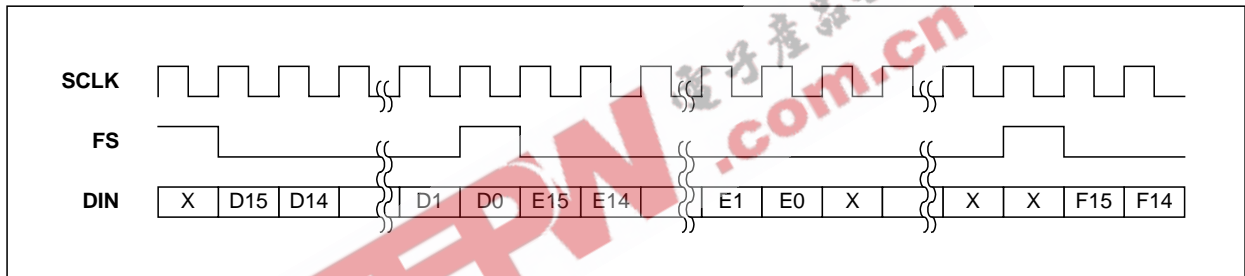 SCLK
FS
DIN X D15 D14 D1 D0 E15 E14 E1 E0 X X X F15 F14
.com.cn